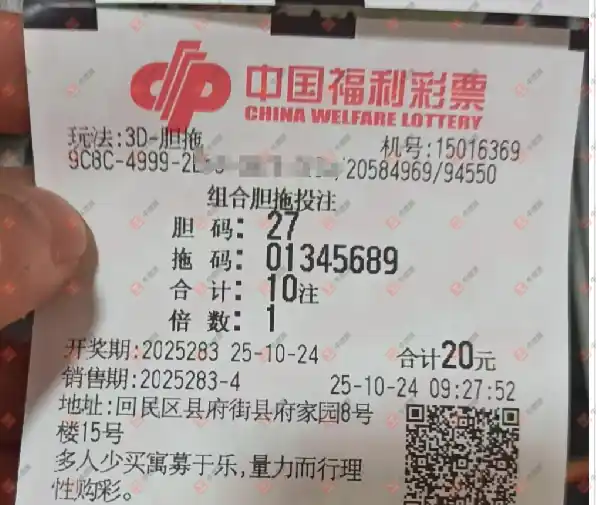 中国福利彩票
CHINA WELFARE LOTTERY
玩法:3D-胆拖
机号:15016369
9C8C-4999-2 /20584969/94550
组合胆拖投注
胆 码: 27
拖 码: 01345689
合 计: 10注
倍 数: 1
开奖期:2025283 25-10-24 合计20元
销售期:2025283-4 25-10-24 09:27:52
地址:回民区县府街县府家园8号
楼15号
多人少买寓募于乐,量力而行理
性购彩。